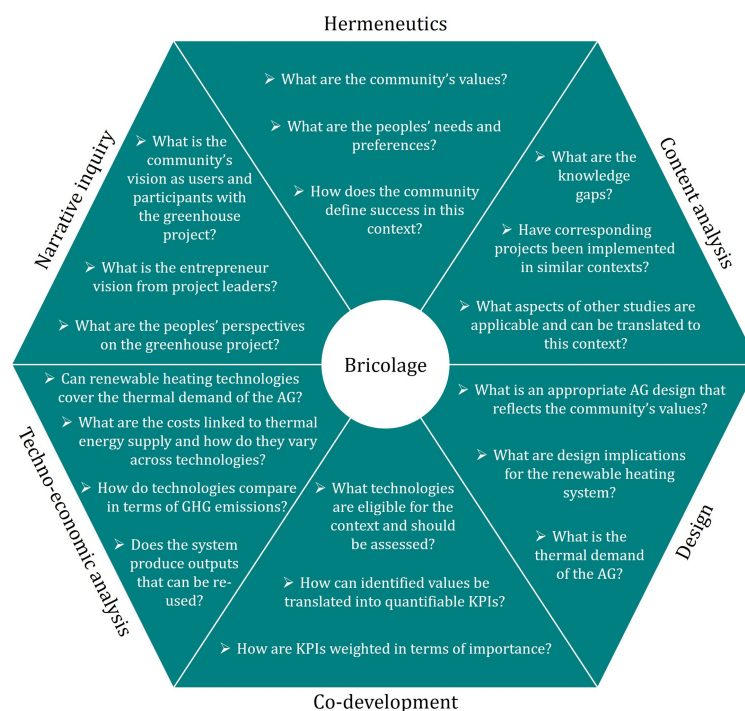 Hermeneutics
➢ What are the community's values?
➢ What are the peoples' needs and
preferences?
➢ How does the community
define success in this
context?
Content analysis
➢ What are the
knowledge
gaps?
➢ Have corresponding
projects been implemented
in similar contexts?
➢ What aspects of other studies are
applicable and can be translated to
this context?
Design
➢ What is an appropriate AG design that
reflects the community's values?
➢ What are design implications
for the renewable heating
system?
➢ What is the
thermal demand
of the AG?
Co-development
➢ What technologies
are eligible for the
context and should
be assessed?
➢ How can identified values be
translated into quantifiable KPIs?
➢ How are KPIs weighted in terms of importance?
Techno-economic analysis
➢ Can renewable heating technologies
cover the thermal demand of the AG?
➢ What are the costs linked to thermal
energy supply and how do they vary
across technologies?
➢ How do technologies compare
in terms of GHG emissions?
➢ Does the system
produce outputs
that can be re-
used?
Narrative inquiry
➢ What is the
community's
vision as users and
participants with
the greenhouse
project?
➢ What is the entrepreneur
vision from project leaders?
➢ What are the peoples' perspectives
on the greenhouse project?
Bricolage